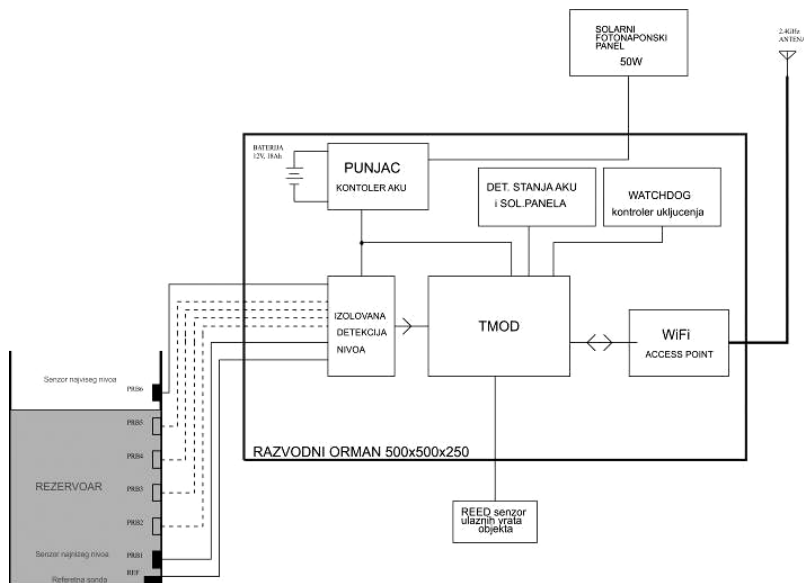 SOLARNI
FOTONAPONSKI
PANEL
50W
2.4GHz
ANTENA
BATERIJA
12V, 18Ah
PUNJAC
KONTOLER AKU
DET. STANJA AKU
i SOL.PANELA
WATCHDOG
kontroler ukljucenja
IZOLOVANA
DETEKCIJA
NIVOA
TMOD
WiFi
ACCESS POINT
Senzor najviseg nivoa
PRB6
PRB5
PRB4
REZERVOAR
PRB3
PRB2
Senzor najnizeg nivoa
PRB1
REF
Referetna sonda
RAZVODNI ORMAN 500x500x250
REED senzor
ulaznih vrata
objekta